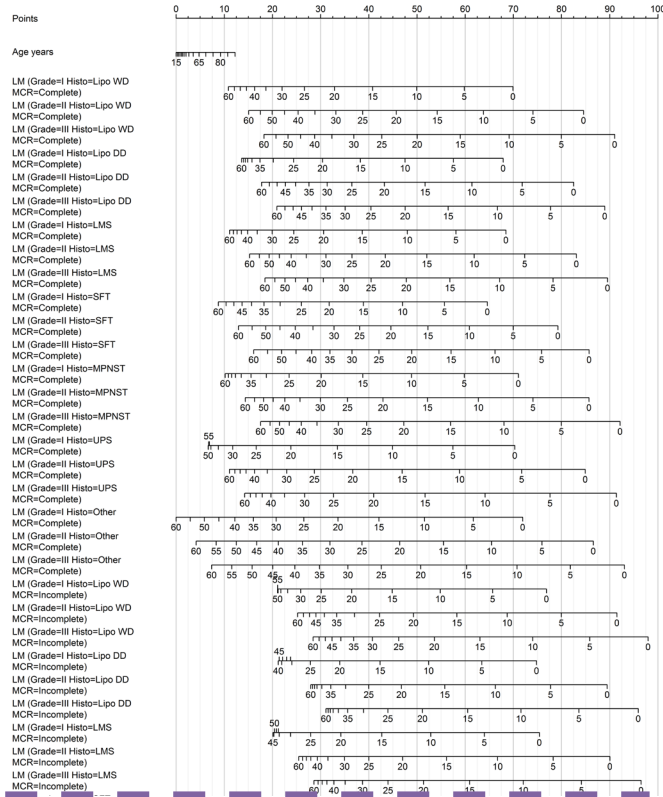 Points
0 10 20 30 40 50 60 70 80 90 100
Age years
15 65 80
LM (Grade=I Histo=Lipo WD
MCR=Complete)
60 40 30 25 20 15 10 5 0
LM (Grade=II Histo=Lipo WD
MCR=Complete)
60 50 40 30 25 20 15 10 5 0
LM (Grade=III Histo=Lipo WD
MCR=Complete)
60 50 40 30 25 20 15 10 5 0
LM (Grade=I Histo=Lipo DD
MCR=Complete)
60 35 25 20 15 10 5 0
LM (Grade=II Histo=Lipo DD
MCR=Complete)
60 45 35 30 25 20 15 10 5 0
LM (Grade=III Histo=Lipo DD
MCR=Complete)
60 45 35 30 25 20 15 10 5 0
LM (Grade=I Histo=LMS
MCR=Complete)
60 40 30 25 20 15 10 5 0
LM (Grade=II Histo=LMS
MCR=Complete)
60 50 40 30 25 20 15 10 5 0
LM (Grade=III Histo=LMS
MCR=Complete)
60 50 40 30 25 20 15 10 5 0
LM (Grade=I Histo=SFT
MCR=Complete)
60 45 35 25 20 15 10 5 0
LM (Grade=II Histo=SFT
MCR=Complete)
60 50 40 30 25 20 15 10 5 0
LM (Grade=III Histo=SFT
MCR=Complete)
60 50 40 35 30 25 20 15 10 5 0
LM (Grade=I Histo=MPNST
MCR=Complete)
60 35 25 20 15 10 5 0
LM (Grade=II Histo=MPNST
MCR=Complete)
60 50 40 30 25 20 15 10 5 0
LM (Grade=III Histo=MPNST
MCR=Complete)
60 50 40 30 25 20 15 10 5 0
LM (Grade=I Histo=UPS
MCR=Complete)
55
50 30 25 20 15 10 5 0
LM (Grade=II Histo=UPS
MCR=Complete)
60 40 30 25 20 15 10 5 0
LM (Grade=III Histo=UPS
MCR=Complete)
60 40 30 25 20 15 10 5 0
LM (Grade=I Histo=Other
MCR=Complete)
60 50 40 35 30 25 20 15 10 5 0
LM (Grade=II Histo=Other
MCR=Complete)
60 55 50 45 40 35 30 25 20 15 10 5 0
LM (Grade=III Histo=Other
MCR=Complete)
60 55 50 45 40 35 30 25 20 15 10 5 0
LM (Grade=I Histo=Lipo WD
MCR=Incomplete)
55
50 30 25 20 15 10 5 0
LM (Grade=II Histo=Lipo WD
MCR=Incomplete)
60 45 35 25 20 15 10 5 0
LM (Grade=III Histo=Lipo WD
MCR=Incomplete)
60 45 35 30 25 20 15 10 5 0
LM (Grade=I Histo=Lipo DD
MCR=Incomplete)
45
40 25 20 15 10 5 0
LM (Grade=II Histo=Lipo DD
MCR=Incomplete)
60 35 25 20 15 10 5 0
LM (Grade=III Histo=Lipo DD
MCR=Incomplete)
60 35 25 20 15 10 5 0
LM (Grade=I Histo=LMS
MCR=Incomplete)
50
45 25 20 15 10 5 0
LM (Grade=II Histo=LMS
MCR=Incomplete)
60 40 30 25 20 15 10 5 0
LM (Grade=III Histo=LMS
MCR=Incomplete)
60 40 30 25 20 15 10 5 0